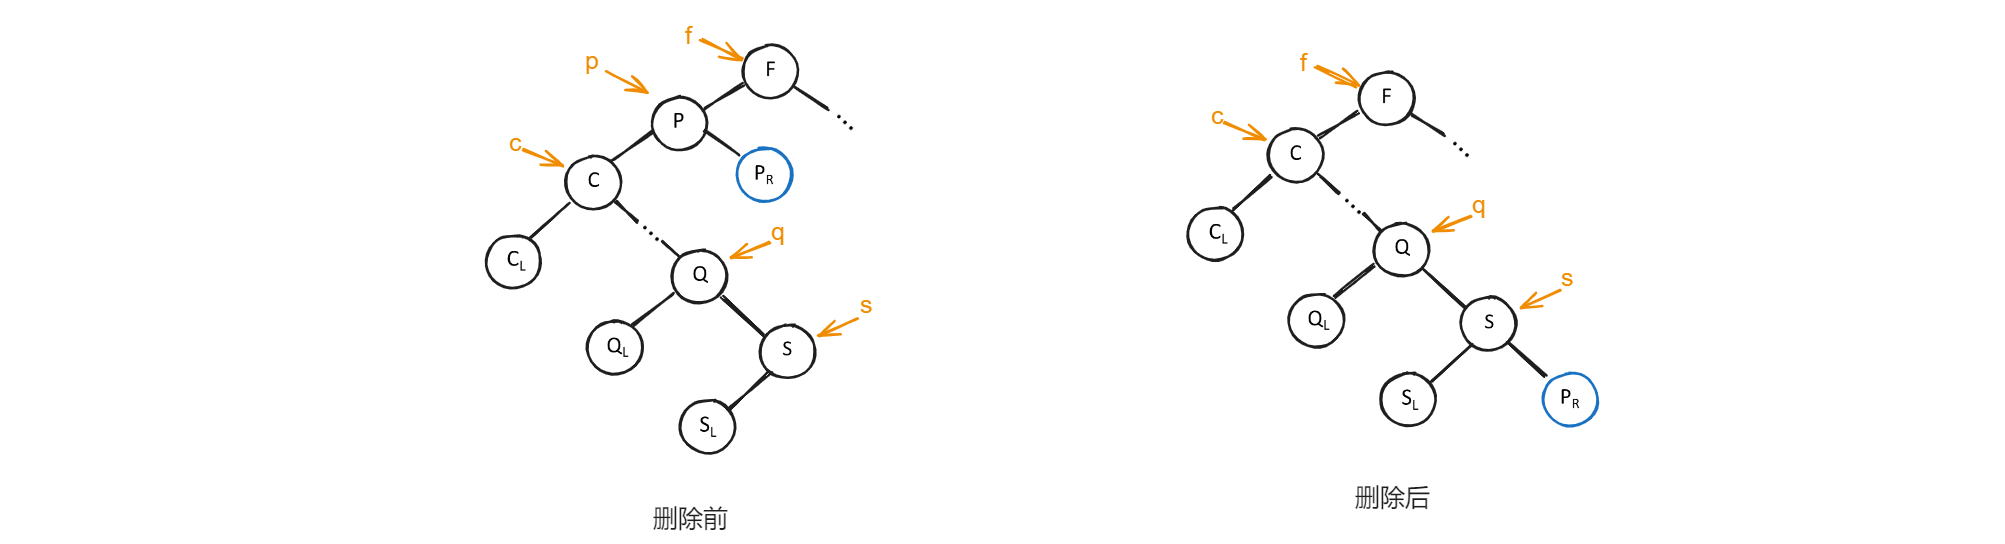 f
p
F
P
c
P_R
C
C_L
q
Q
s
Q_L
S
S_L
删除前
f
F
c
C
q
C_L
Q
s
Q_L
S
S_L
P_R
删除后